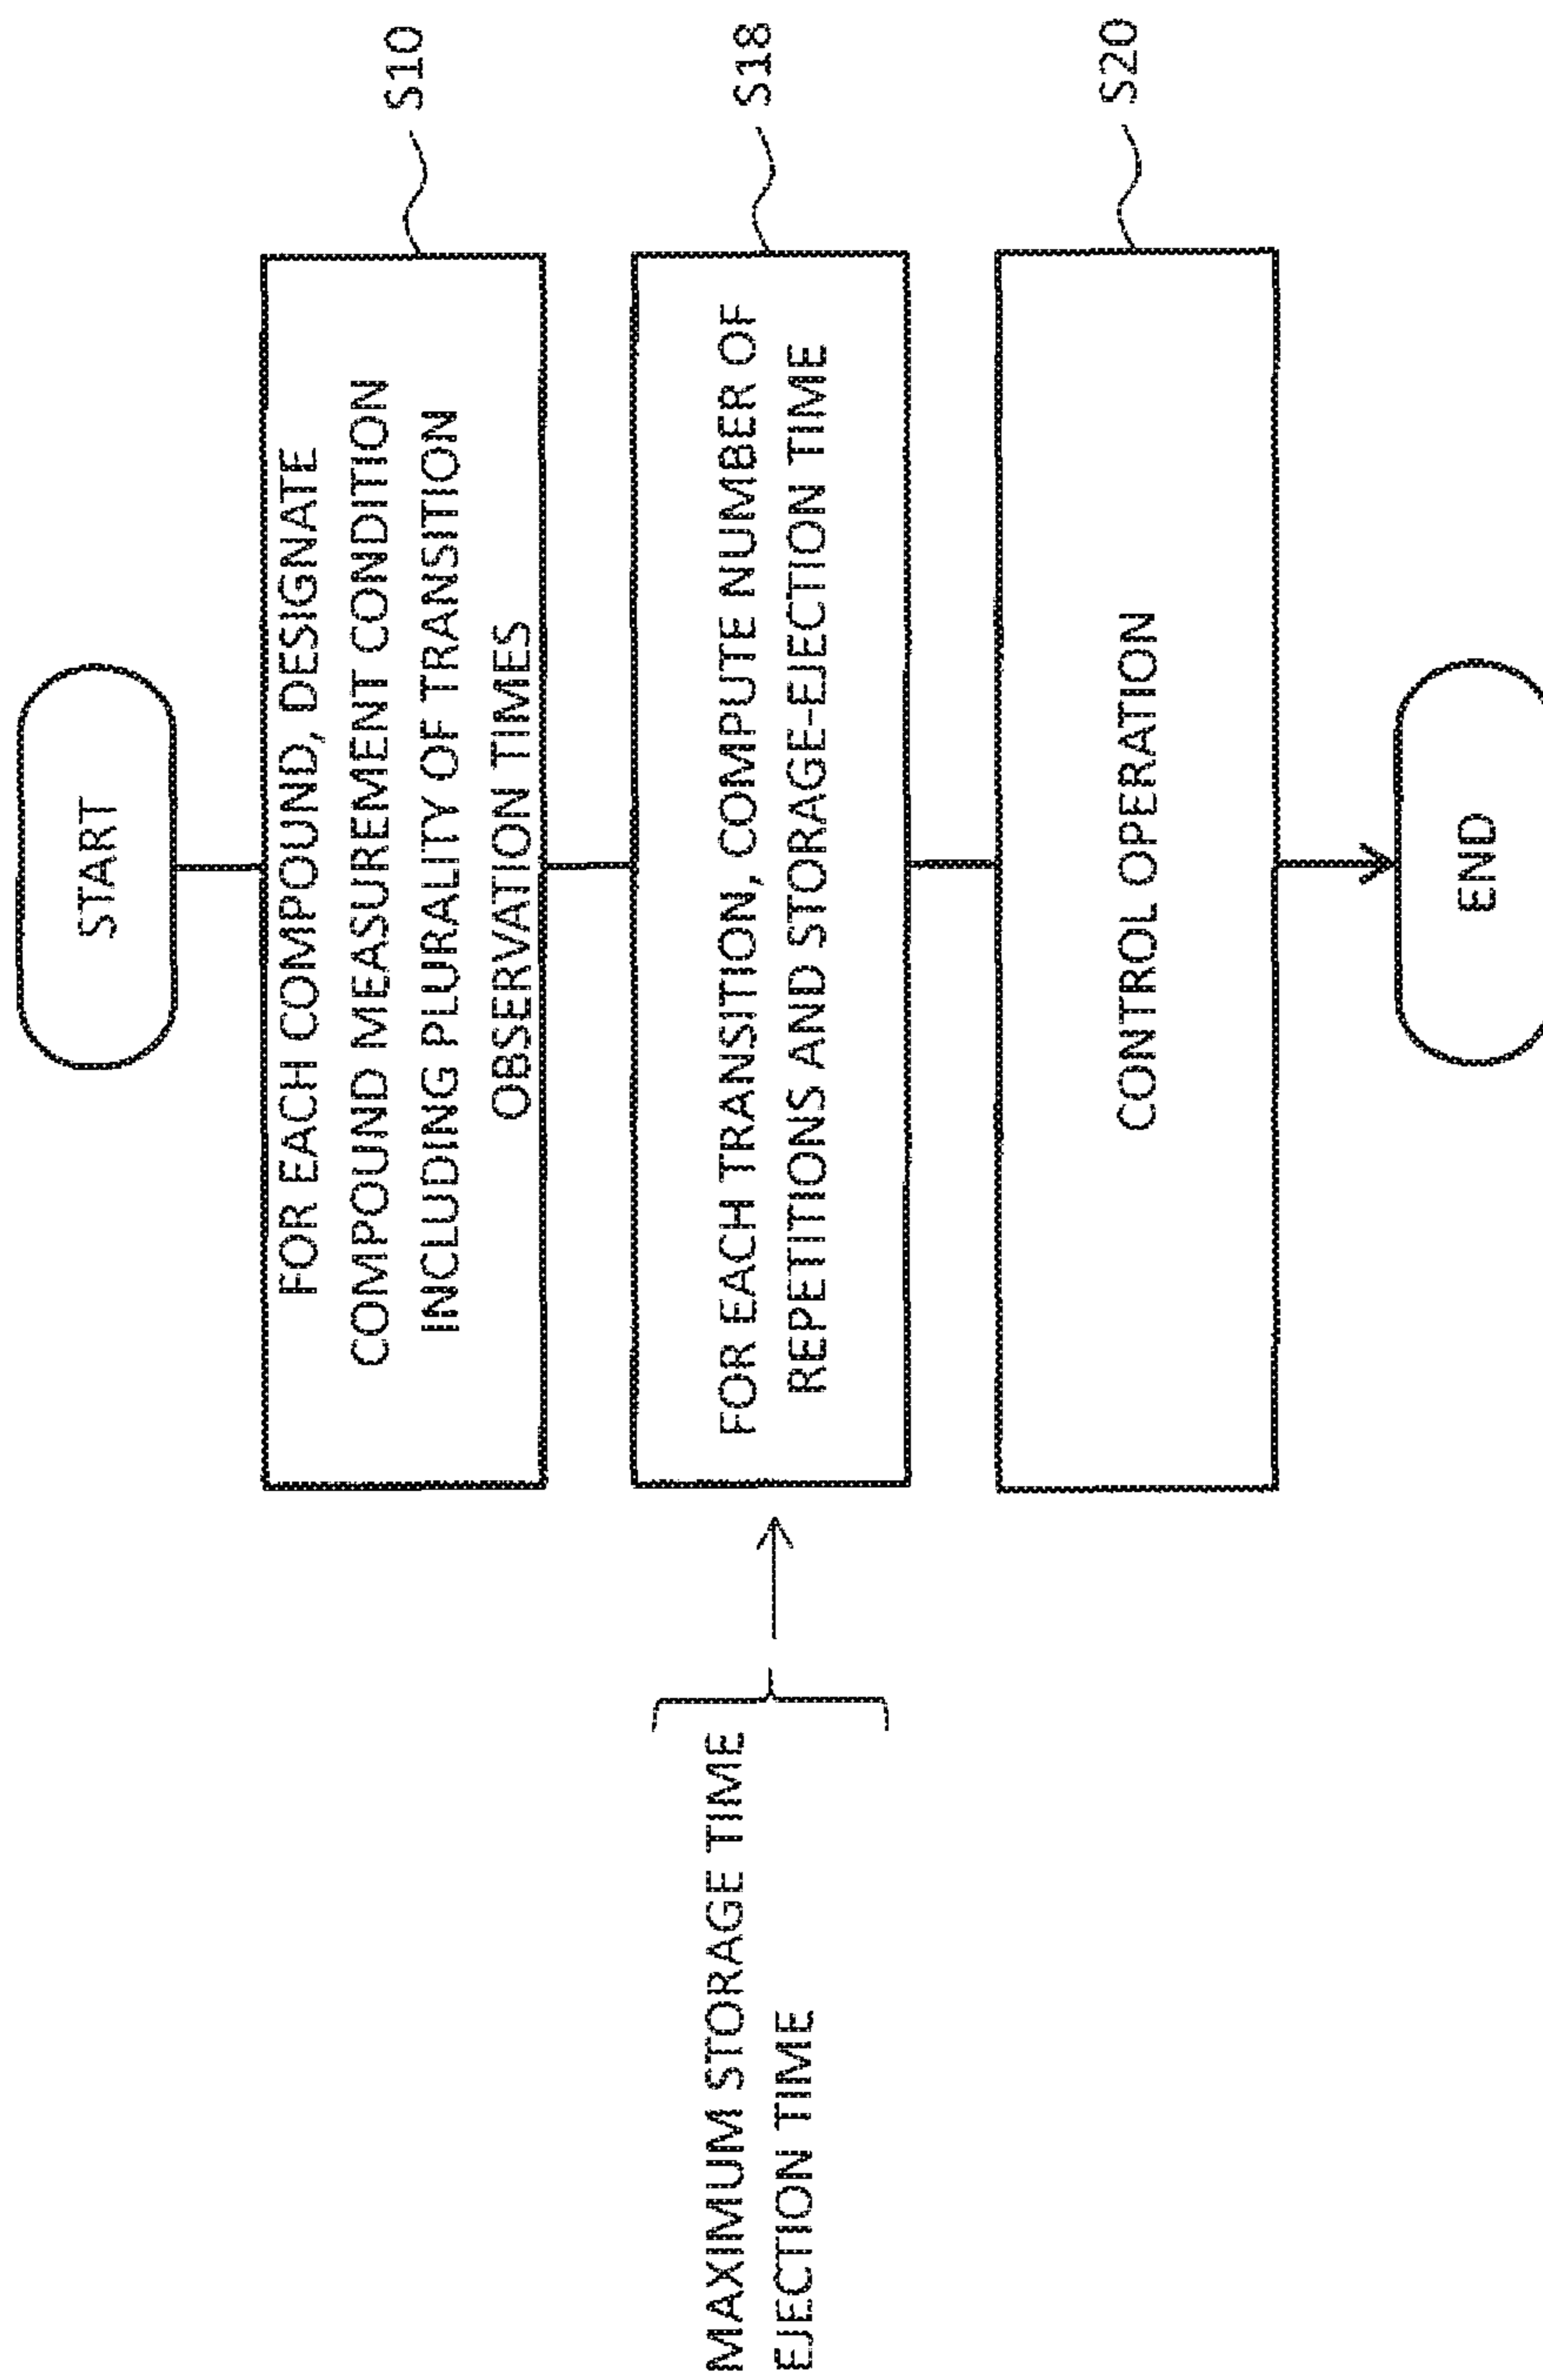 START
FOR EACH COMPOUND, DESIGNATE
COMPOUND MEASUREMENT CONDITION
INCLUDING PLURALITY OF TRANSITION
OBSERVATION TIMES
S10
MAXIMUM STORAGE TIME
EJECTION TIME
FOR EACH TRANSITION, COMPUTE NUMBER OF
REPETITIONS AND STORAGE-EJECTION TIME
S18
CONTROL OPERATION
S20
END